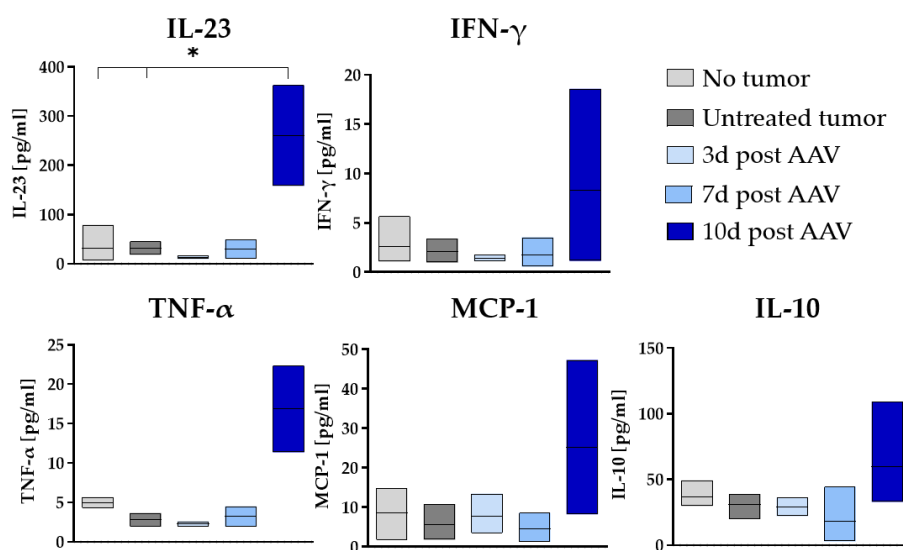 IL-23
IFN-γ
*
400
300
200
100
0
IL-23 [pg/ml]
20
15
10
5
0
IFN-γ [pg/ml]
No tumor
Untreated tumor
3d post AAV
7d post AAV
10d post AAV
TNF-α
MCP-1
IL-10
25
20
15
10
5
0
TNF-α [pg/ml]
50
40
30
20
10
0
MCP-1 [pg/ml]
150
100
50
0
IL-10 [pg/ml]